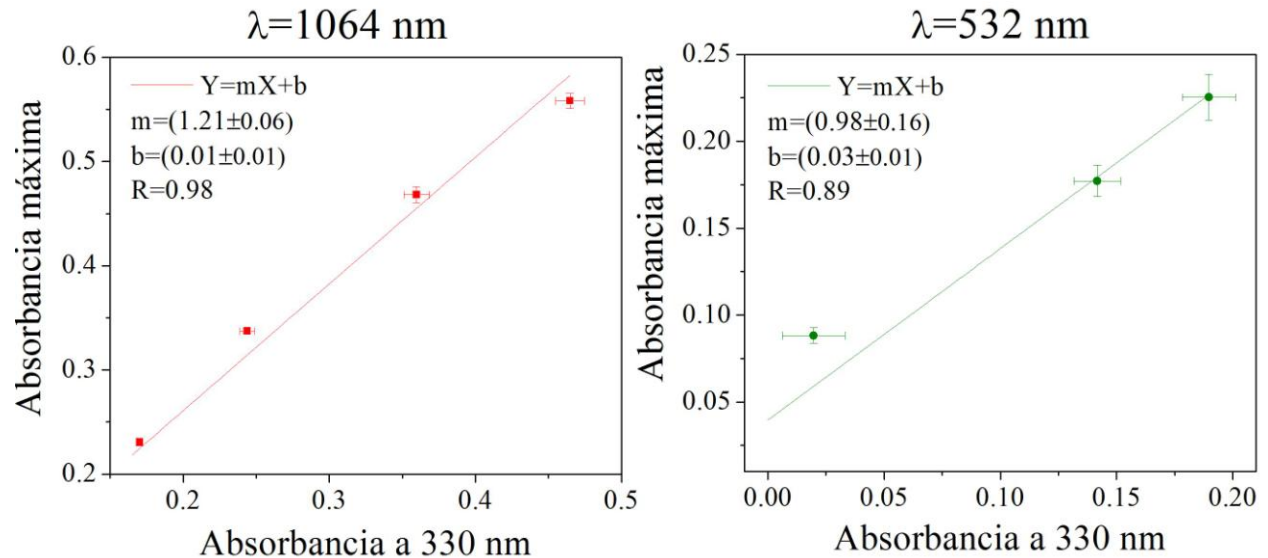 λ=1064 nm
Y=mX+b
m=(1.21±0.06)
b=(0.01±0.01)
R=0.98
Absorbancia máxima
0.6
0.5
0.4
0.3
0.2
0.2 0.3 0.4 0.5
Absorbancia a 330 nm
λ=532 nm
Y=mX+b
m=(0.98±0.16)
b=(0.03±0.01)
R=0.89
Absorbancia máxima
0.25
0.20
0.15
0.10
0.05
0.00 0.05 0.10 0.15 0.20
Absorbancia a 330 nm